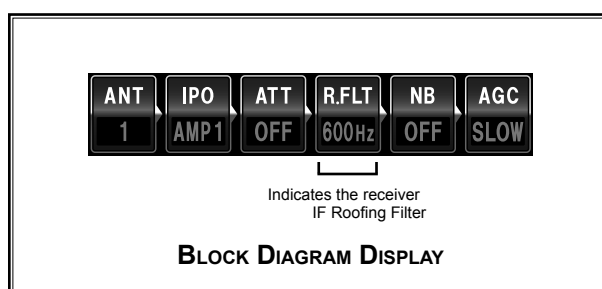 ANT IPO ATT R.FLT NB AGC
1 AMP1 OFF 600Hz OFF SLOW
Indicates the receiver
IF Roofing Filter
BLOCK DIAGRAM DISPLAY